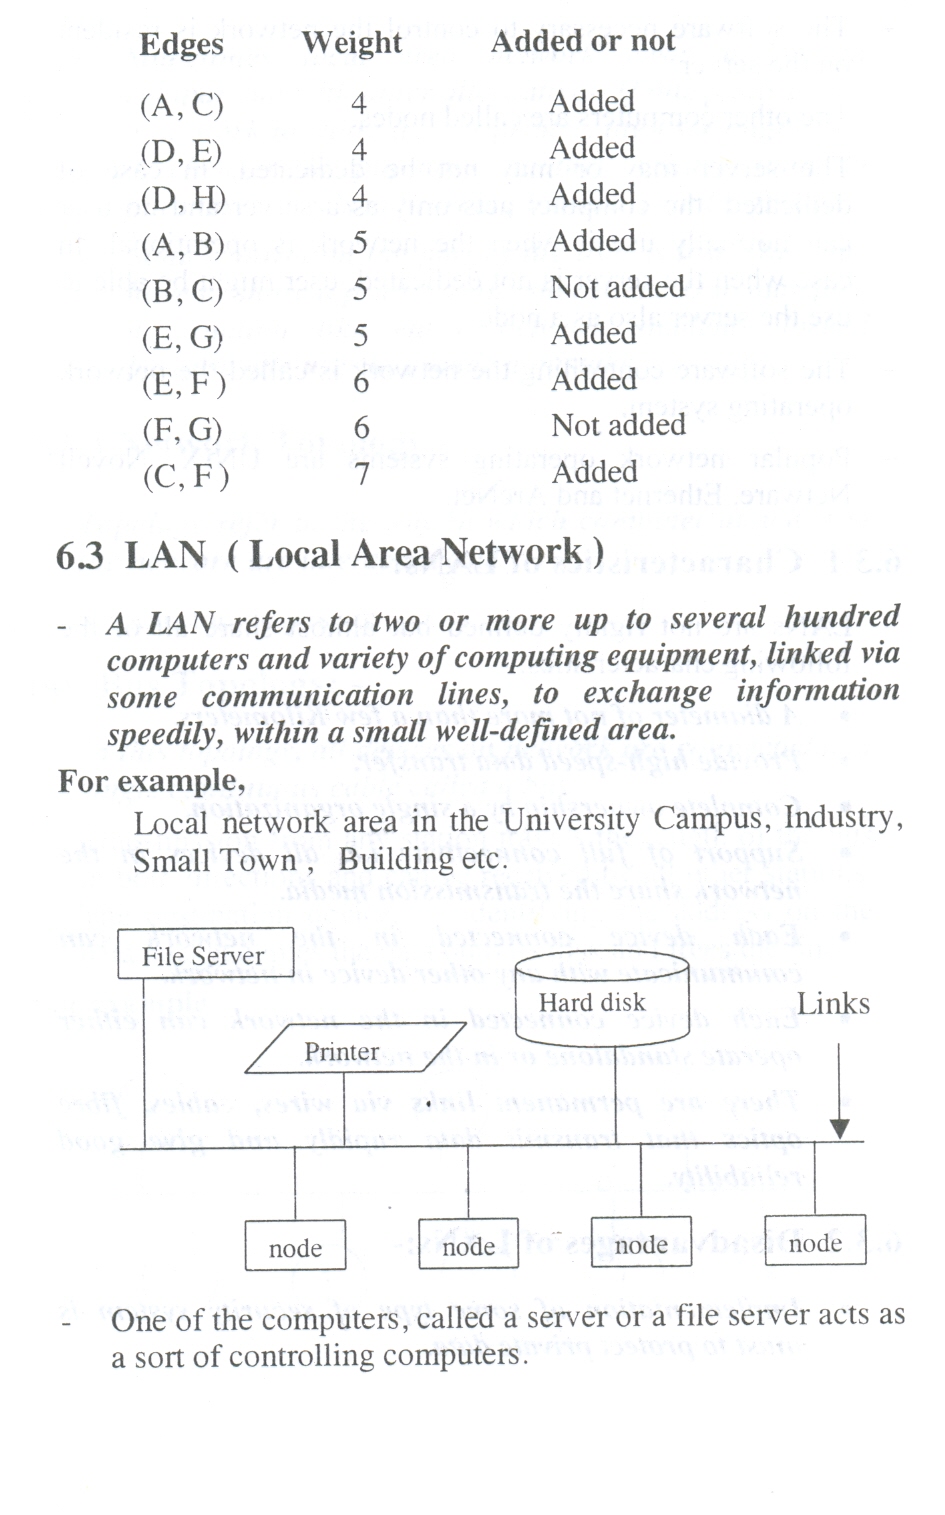 Edges Weight Added or not
(A, C) 4 Added
(D, E) 4 Added
(D, H) 4 Added
(A, B) 5 Added
(B, C) 5 Not added
(E, G) 5 Added
(E, F) 6 Added
(F, G) 6 Not added
(C, F) 7 Added
6.3 LAN ( Local Area Network )
- A LAN refers to two or more up to several hundred
computers and variety of computing equipment, linked via
some communication lines, to exchange information
speedily, within a small well-defined area.
For example,
Local network area in the University Campus, Industry,
Small Town , Building etc.
File Server
Hard disk
Links
Printer
node node node node
- One of the computers, called a server or a file server acts as
a sort of controlling computers.